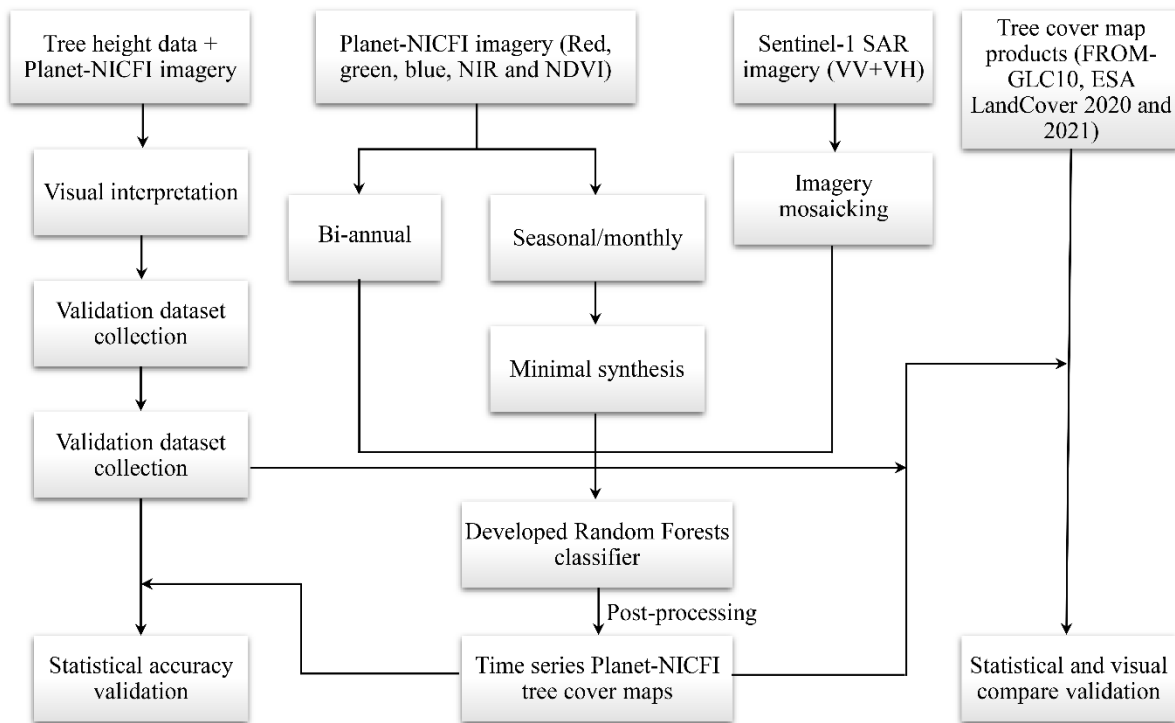 Tree height data +
Planet-NICFI imagery
Planet-NICFI imagery (Red,
green, blue, NIR and NDVI)
Sentinel-1 SAR
imagery (VV+VH)
Tree cover map
products (FROM-
GLC10, ESA
LandCover 2020 and
2021)
Visual interpretation
Bi-annual
Seasonal/monthly
Imagery
mosaicking
Validation dataset
collection
Minimal synthesis
Validation dataset
collection
Developed Random Forests
classifier
Post-processing
Statistical accuracy
validation
Time series Planet-NICFI
tree cover maps
Statistical and visual
compare validation